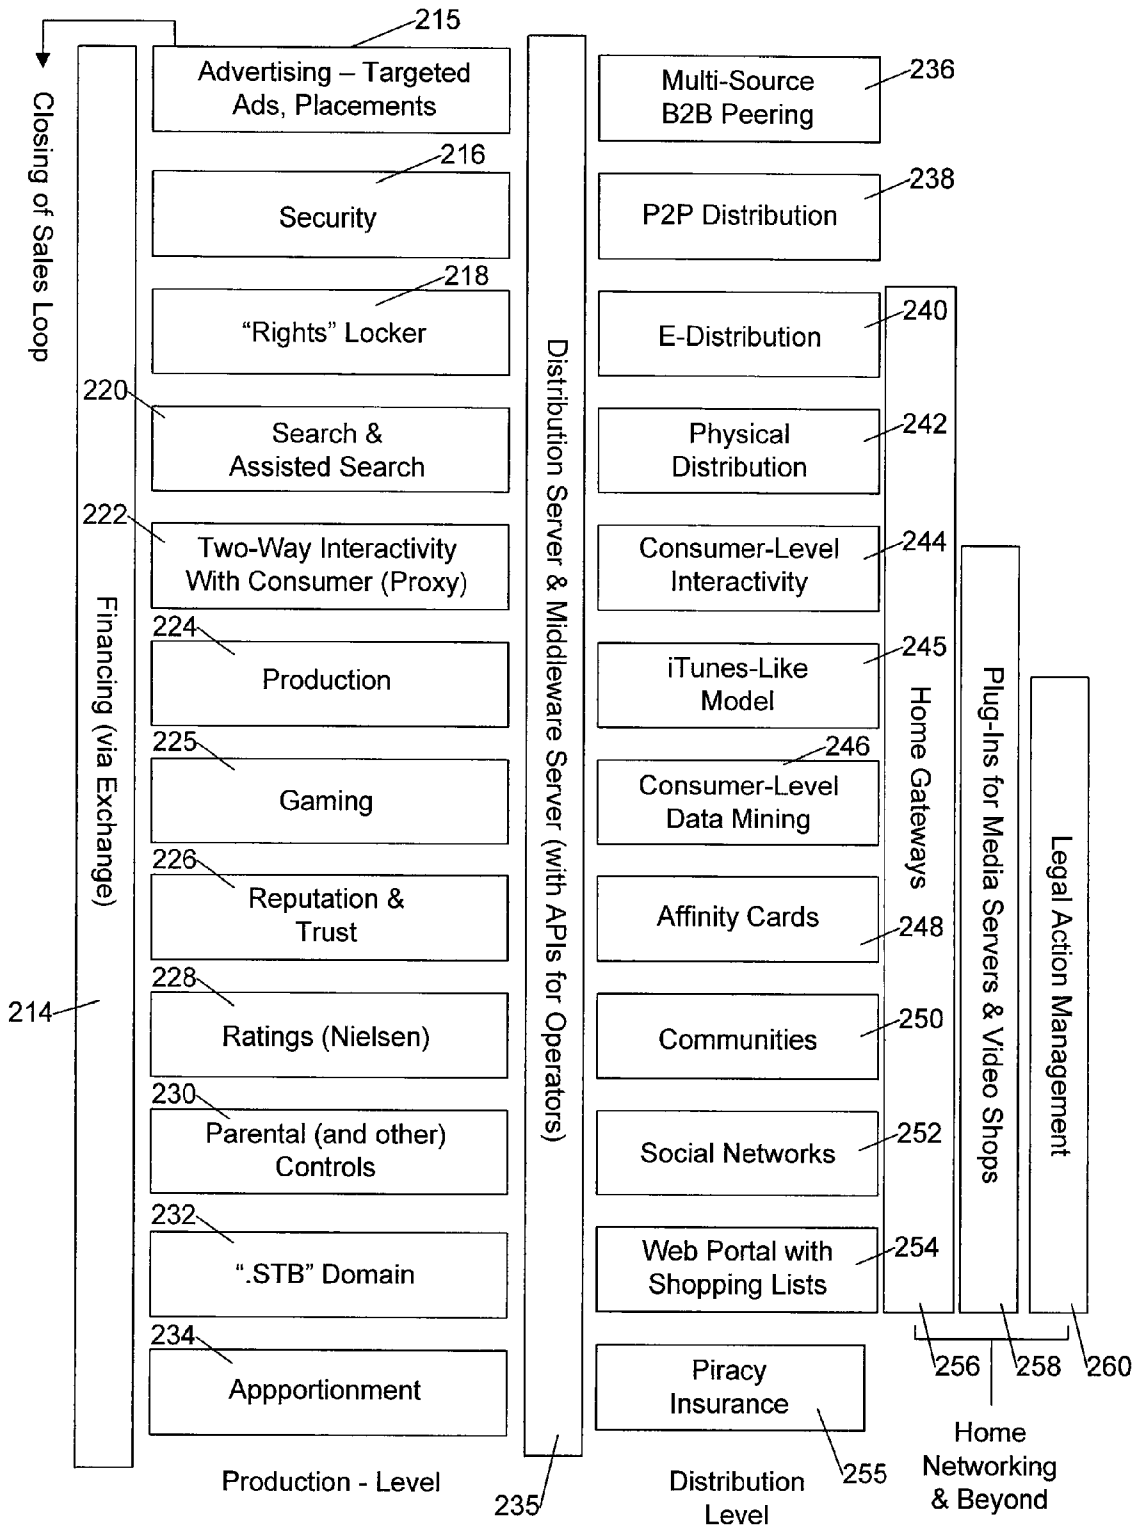 215
Advertising – Targeted
Ads, Placements
216
Security
218
“Rights” Locker
220
Search &
Assisted Search
222
Two-Way Interactivity
With Consumer (Proxy)
224
Production
225
Gaming
226
Reputation &
Trust
228
Ratings (Nielsen)
230
Parental (and other)
Controls
232
“.STB” Domain
234
Appportionment
Production - Level
Closing of Sales Loop
Financing (via Exchange)
214
Distribution Server & Middleware Server (with APIs for Operators)
235
Multi-Source
B2B Peering
236
P2P Distribution
238
E-Distribution
240
Physical
Distribution
242
Consumer-Level
Interactivity
244
iTunes-Like
Model
245
246
Consumer-Level
Data Mining
Affinity Cards
248
Communities
250
Social Networks
252
Web Portal with
Shopping Lists
254
Piracy
Insurance
255
Distribution
Level
Home Gateways
256
Plug-Ins for Media Servers & Video Shops
258
Legal Action Management
260
Home
Networking
& Beyond